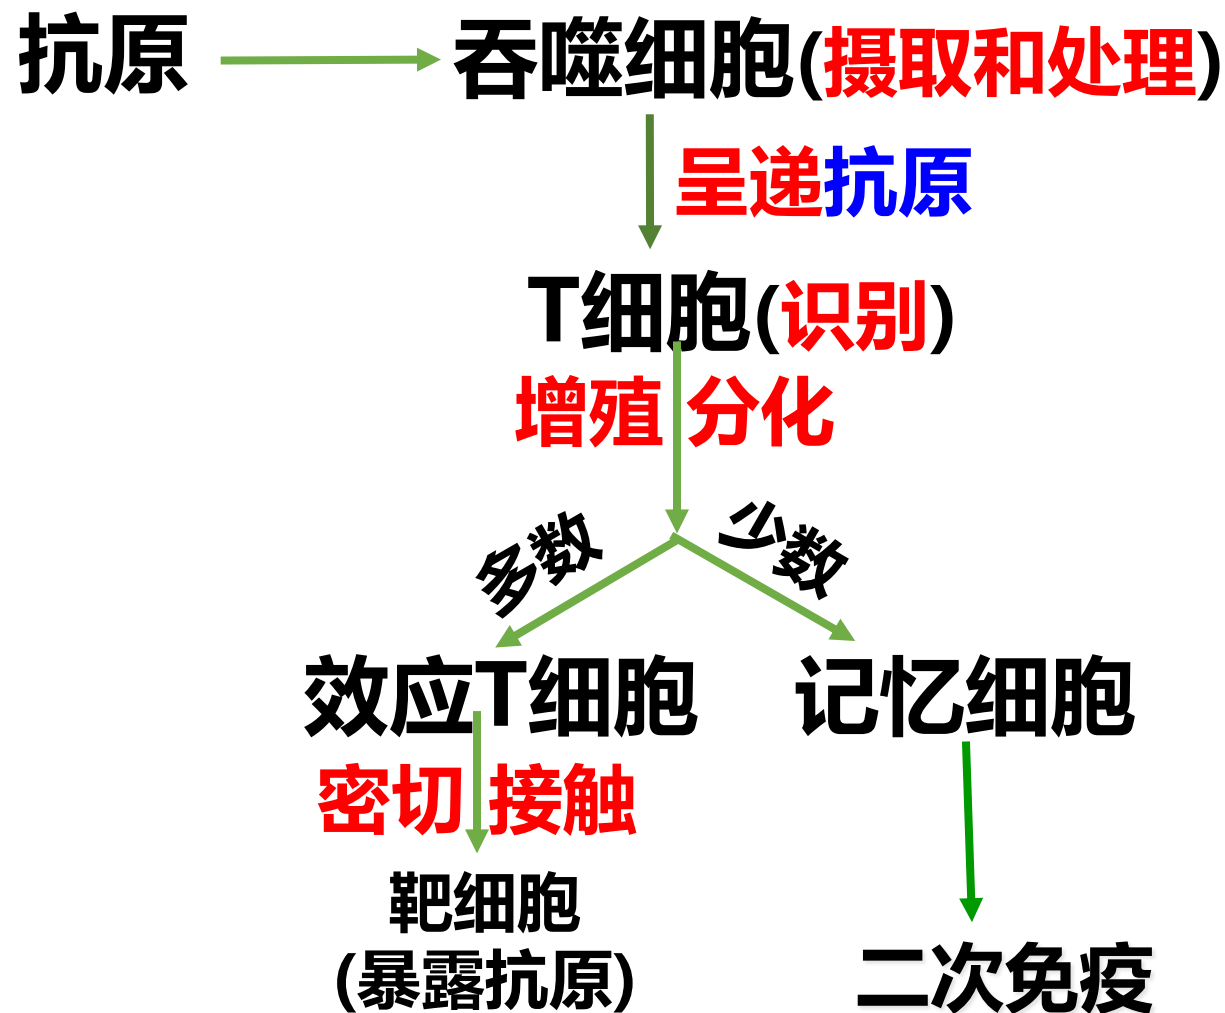 抗原 吞噬细胞(摄取和处理)
呈递抗原
T细胞(识别)
增殖 分化
多数 少数
效应T细胞 记忆细胞
密切 接触
靶细胞
(暴露抗原) 二次免疫